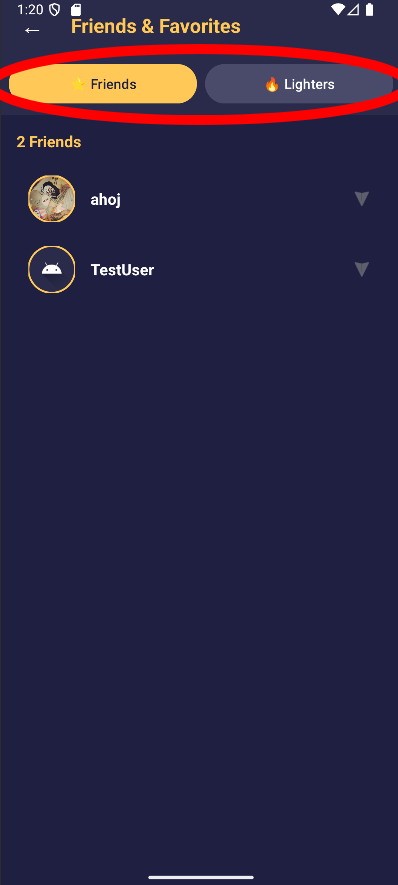 1:20
← Friends & Favorites
⭐ Friends
🔥 Lighters
2 Friends
ahoj
TestUser